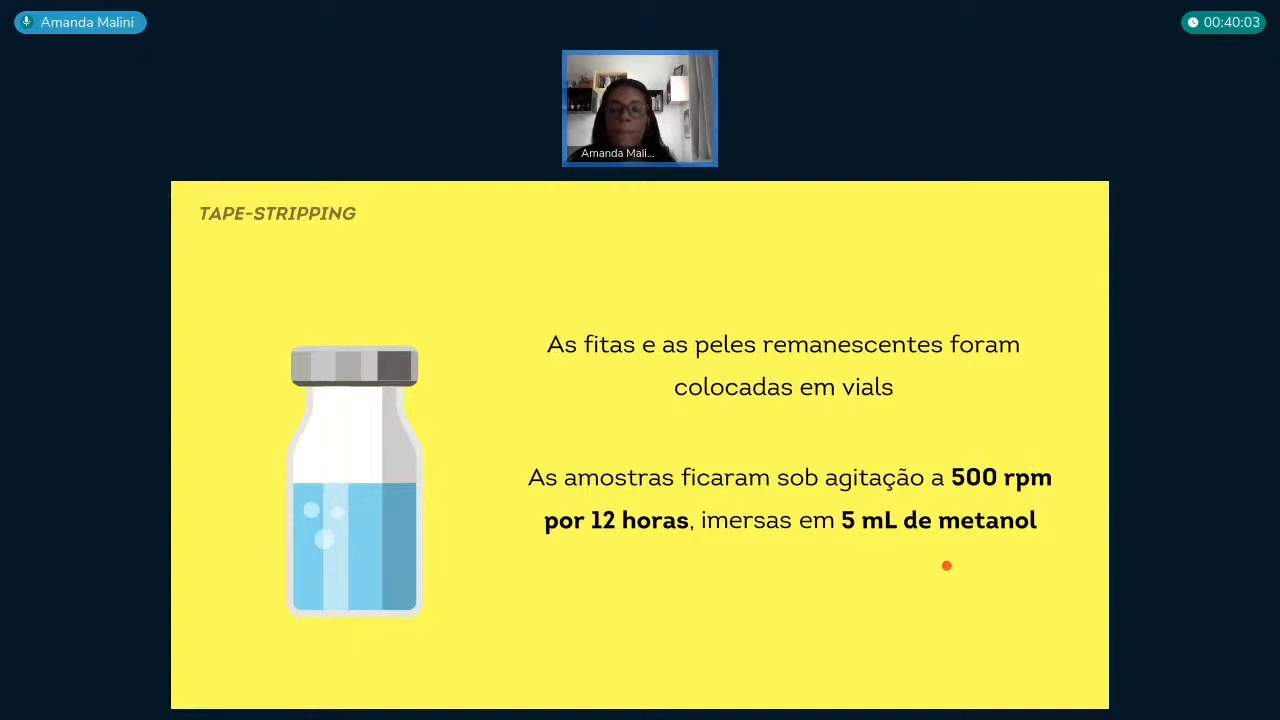 Amanda Malini
00:40:03
Amanda Mali...
TAPE-STRIPPING
As fitas e as peles remanescentes foram
colocadas em vials
As amostras ficaram sob agitação a 500 rpm
por 12 horas, imersas em 5 mL de metanol